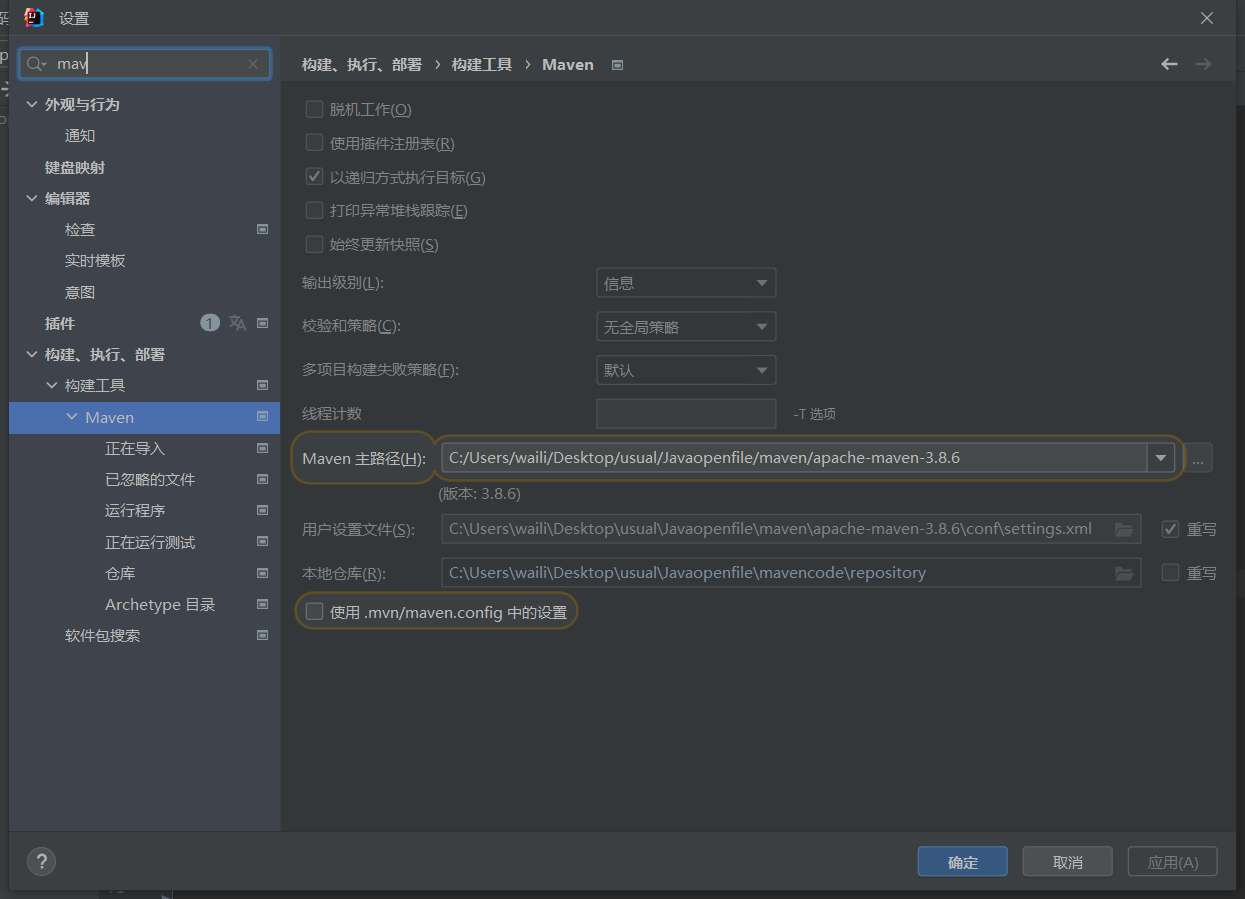 设置
mav
构建、执行、部署 › 构建工具 › Maven
外观与行为
通知
键盘映射
编辑器
检查
实时模板
意图
插件 1
构建、执行、部署
构建工具
Maven
正在导入
已忽略的文件
运行程序
正在运行测试
仓库
Archetype 目录
软件包搜索
脱机工作(O)
使用插件注册表(R)
以递归方式执行目标(G)
打印异常堆栈跟踪(E)
始终更新快照(S)
输出级别(L): 信息
校验和策略(C): 无全局策略
多项目构建失败策略(F): 默认
线程计数 -T 选项
Maven 主路径(H): C:/Users/waili/Desktop/usual/Javaopenfile/maven/apache-maven-3.8.6 ...
(版本: 3.8.6)
用户设置文件(S): C:\Users\waili\Desktop\usual\Javaopenfile\maven\apache-maven-3.8.6\conf\settings.xml 重写
本地仓库(R): C:\Users\waili\Desktop\usual\Javaopenfile\mavencode\repository 重写
使用 .mvn/maven.config 中的设置
? 确定 取消 应用(A)